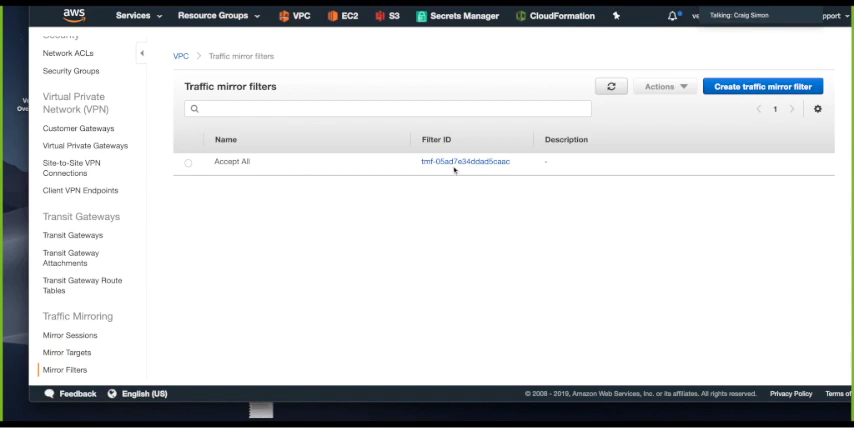 aws Services Resource Groups VPC EC2 S3 Secrets Manager CloudFormation Talking: Craig Simon pport
Security
Network ACLs
Security Groups
Virtual Private
Network (VPN)
Customer Gateways
Virtual Private Gateways
Site-to-Site VPN
Connections
Client VPN Endpoints
Transit Gateways
Transit Gateways
Transit Gateway
Attachments
Transit Gateway Route
Tables
Traffic Mirroring
Mirror Sessions
Mirror Targets
Mirror Filters
VPC > Traffic mirror filters
Traffic mirror filters
Actions
Create traffic mirror filter
1
Name Filter ID Description
Accept All tmf-05ad7e34ddad5caac -
Feedback English (US)
© 2008 - 2019, Amazon Web Services, Inc. or its affiliates. All rights reserved. Privacy Policy Terms of